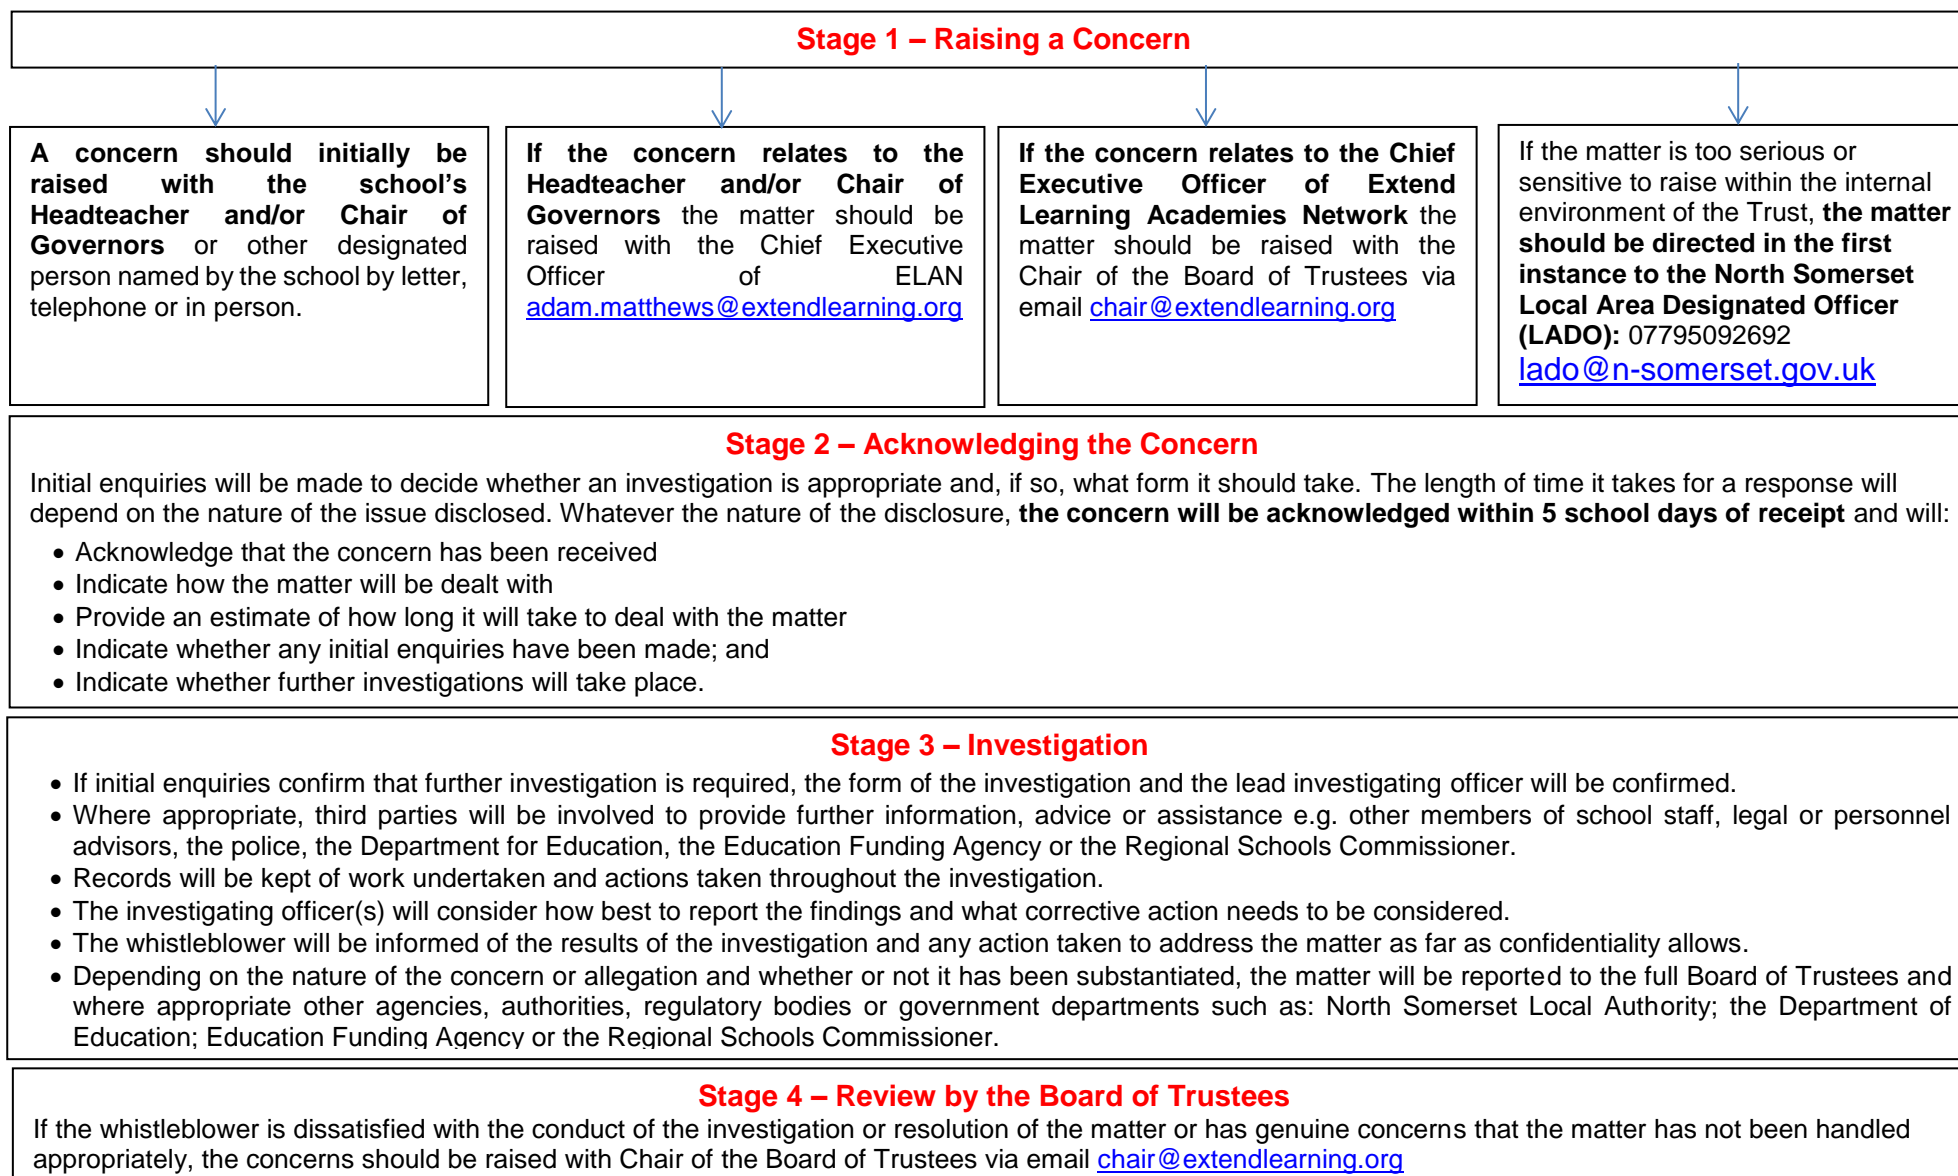 Stage 1 – Raising a Concern
A concern should initially be
raised with the school’s
Headteacher and/or Chair of
Governors or other designated
person named by the school by letter,
telephone or in person.
If the concern relates to the
Headteacher and/or Chair of
Governors the matter should be
raised with the Chief Executive
Officer of ELAN
adam.matthews@extendlearning.org
If the concern relates to the Chief
Executive Officer of Extend
Learning Academies Network the
matter should be raised with the
Chair of the Board of Trustees via
email chair@extendlearning.org
If the matter is too serious or
sensitive to raise within the internal
environment of the Trust, the matter
should be directed in the first
instance to the North Somerset
Local Area Designated Officer
(LADO): 07795092692
lado@n-somerset.gov.uk
Stage 2 – Acknowledging the Concern
Initial enquiries will be made to decide whether an investigation is appropriate and, if so, what form it should take. The length of time it takes for a response will
depend on the nature of the issue disclosed. Whatever the nature of the disclosure, the concern will be acknowledged within 5 school days of receipt and will:
• Acknowledge that the concern has been received
• Indicate how the matter will be dealt with
• Provide an estimate of how long it will take to deal with the matter
• Indicate whether any initial enquiries have been made; and
• Indicate whether further investigations will take place.
Stage 3 – Investigation
• If initial enquiries confirm that further investigation is required, the form of the investigation and the lead investigating officer will be confirmed.
• Where appropriate, third parties will be involved to provide further information, advice or assistance e.g. other members of school staff, legal or personnel
advisors, the police, the Department for Education, the Education Funding Agency or the Regional Schools Commissioner.
• Records will be kept of work undertaken and actions taken throughout the investigation.
• The investigating officer(s) will consider how best to report the findings and what corrective action needs to be considered.
• The whistleblower will be informed of the results of the investigation and any action taken to address the matter as far as confidentiality allows.
• Depending on the nature of the concern or allegation and whether or not it has been substantiated, the matter will be reported to the full Board of Trustees and
where appropriate other agencies, authorities, regulatory bodies or government departments such as: North Somerset Local Authority; the Department of
Education; Education Funding Agency or the Regional Schools Commissioner.
Stage 4 – Review by the Board of Trustees
If the whistleblower is dissatisfied with the conduct of the investigation or resolution of the matter or has genuine concerns that the matter has not been handled
appropriately, the concerns should be raised with Chair of the Board of Trustees via email chair@extendlearning.org